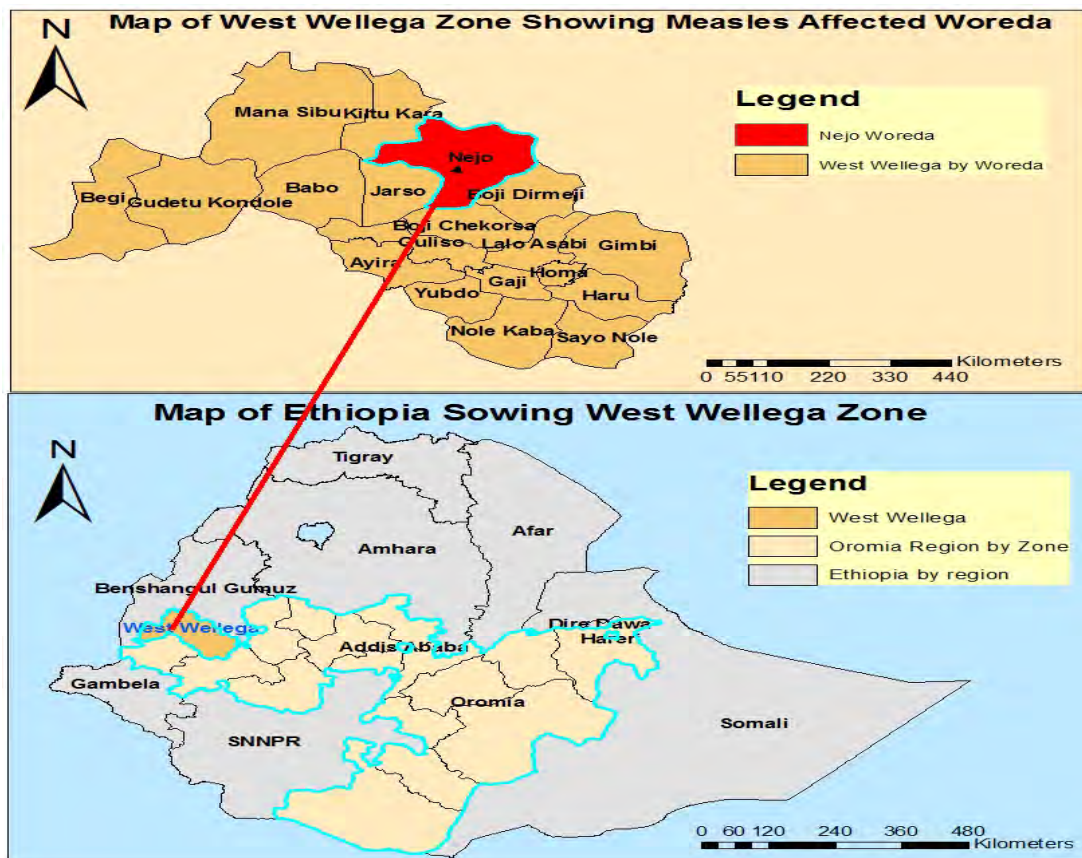 Map of West Wellega Zone Showing Measles Affected Woreda
N
Mana Sibu
Kiltu Kara
Nejo
Begi
Gudetu Kondole
Babo
Jarso
Boji Dirmeji
Boji Chekorsa
Guliso
Lalo Asabi
Gimbi
Ayira
Homa
Gaji
Yubdo
Haru
Nole Kaba
Sayo Nole
Legend
Nejo Woreda
West Wellega by Woreda
Kilometers
0 55 110 220 330 440
Map of Ethiopia Sowing West Wellega Zone
N
Tigray
Afar
Amhara
Benshangul Gumuz
West Wellega
Dire Dawa
Harer
Addis Ababa
Gambela
Oromia
Somali
SNNPR
Legend
West Wellega
Oromia Region by Zone
Ethiopia by region
0 60 120 240 360 480
Kilometers